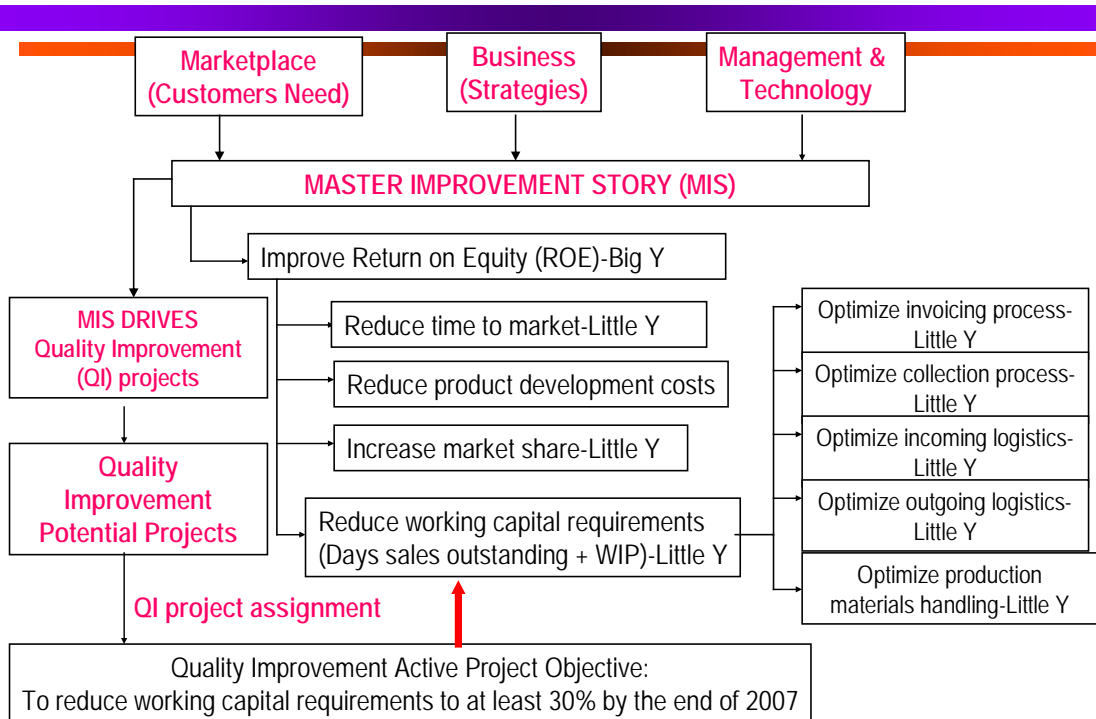 Marketplace
(Customers Need)
Business
(Strategies)
Management &
Technology
MASTER IMPROVEMENT STORY (MIS)
Improve Return on Equity (ROE)-Big Y
MIS DRIVES
Quality Improvement
(QI) projects
Reduce time to market-Little Y
Reduce product development costs
Increase market share-Little Y
Quality
Improvement
Potential Projects
Reduce working capital requirements
(Days sales outstanding + WIP)-Little Y
Optimize invoicing process-
Little Y
Optimize collection process-
Little Y
Optimize incoming logistics-
Little Y
Optimize outgoing logistics-
Little Y
Optimize production
materials handling-Little Y
QI project assignment
Quality Improvement Active Project Objective:
To reduce working capital requirements to at least 30% by the end of 2007